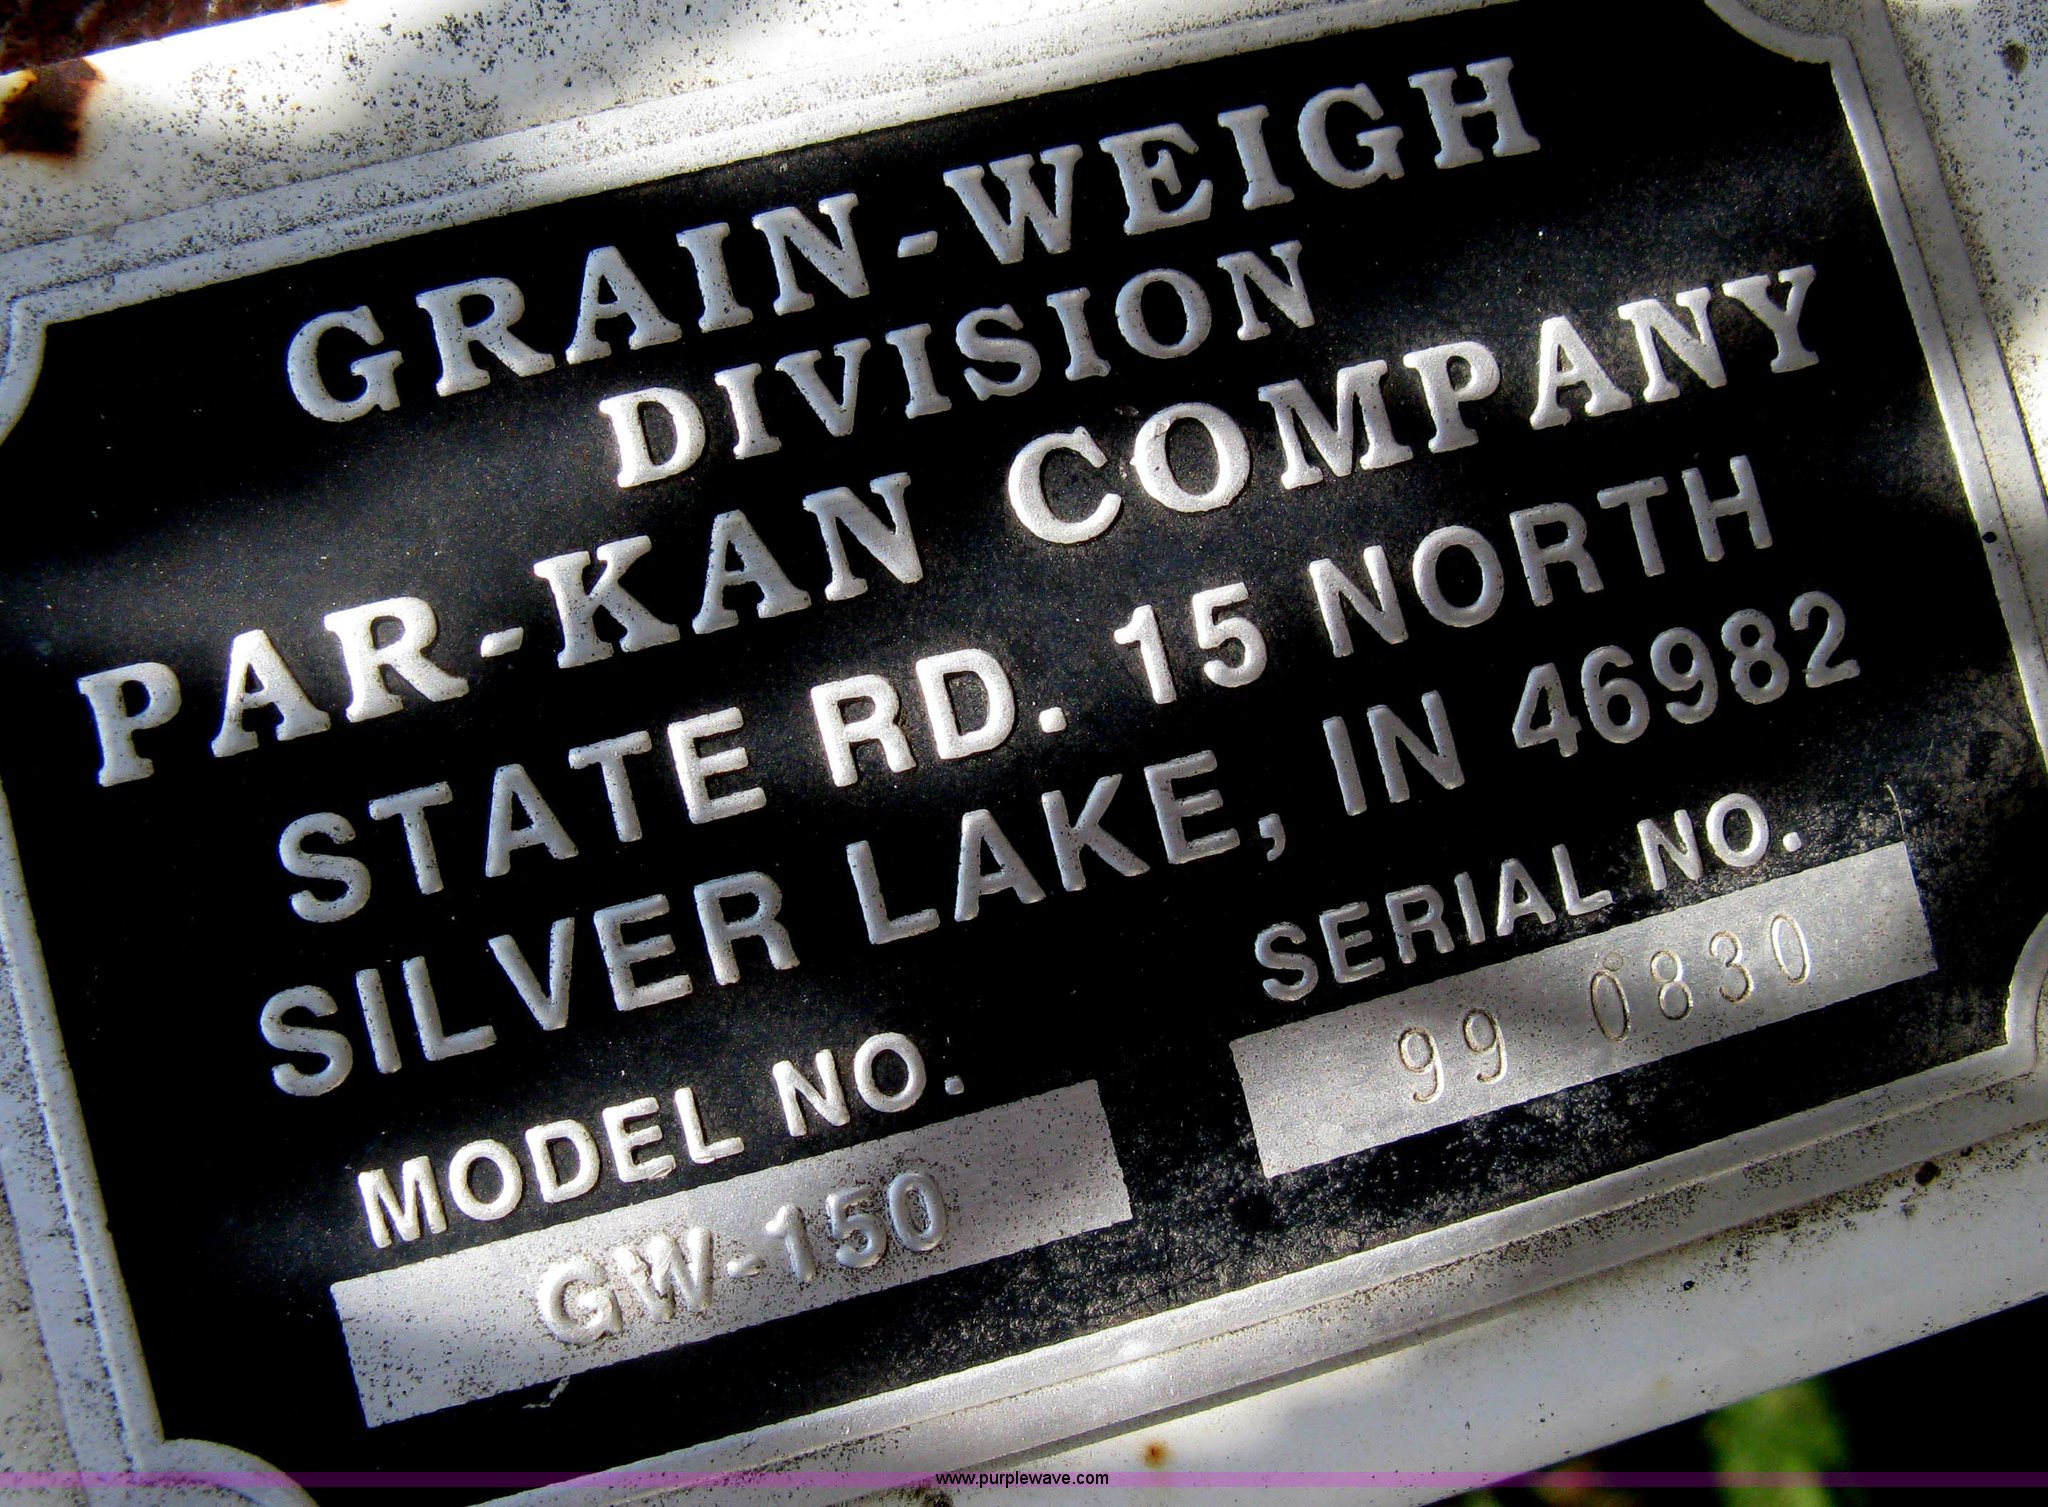 GRAIN-WEIGH
DIVISION
PAR-KAN COMPANY
STATE RD. 15 NORTH
SILVER LAKE, IN 46982
MODEL NO.
GW-150
SERIAL NO.
99 0830
www.purplewave.com